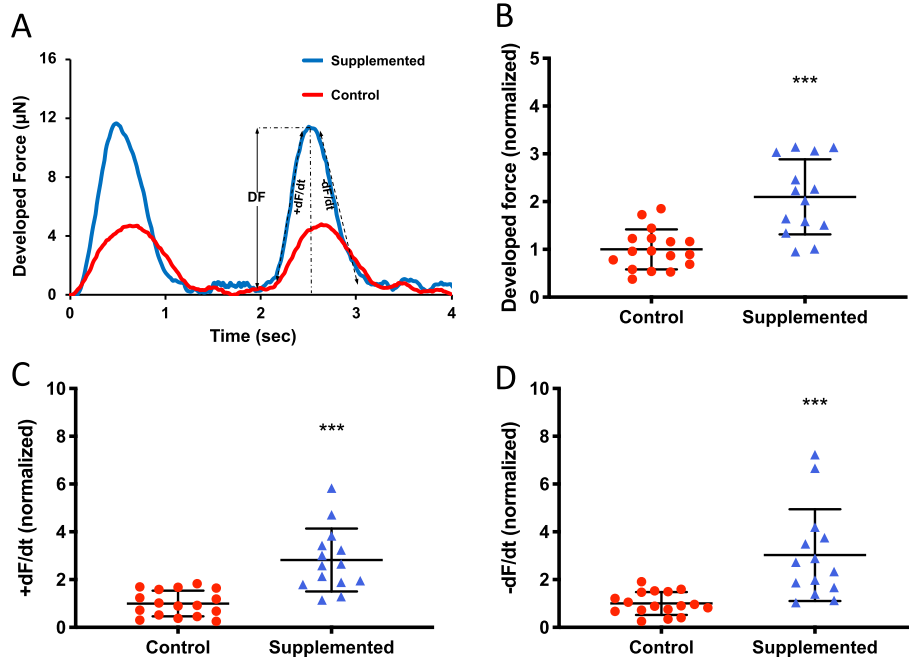 A
Developed Force (µN)
16
12
8
4
0
0
1
2
3
4
Time (sec)
Supplemented
Control
DF
+dF/dt
-dF/dt
B
Developed force (normalized)
5
4
3
2
1
0
***
Control
Supplemented
C
+dF/dt (normalized)
10
8
6
4
2
0
***
Control
Supplemented
D
-dF/dt (normalized)
10
8
6
4
2
0
***
Control
Supplemented